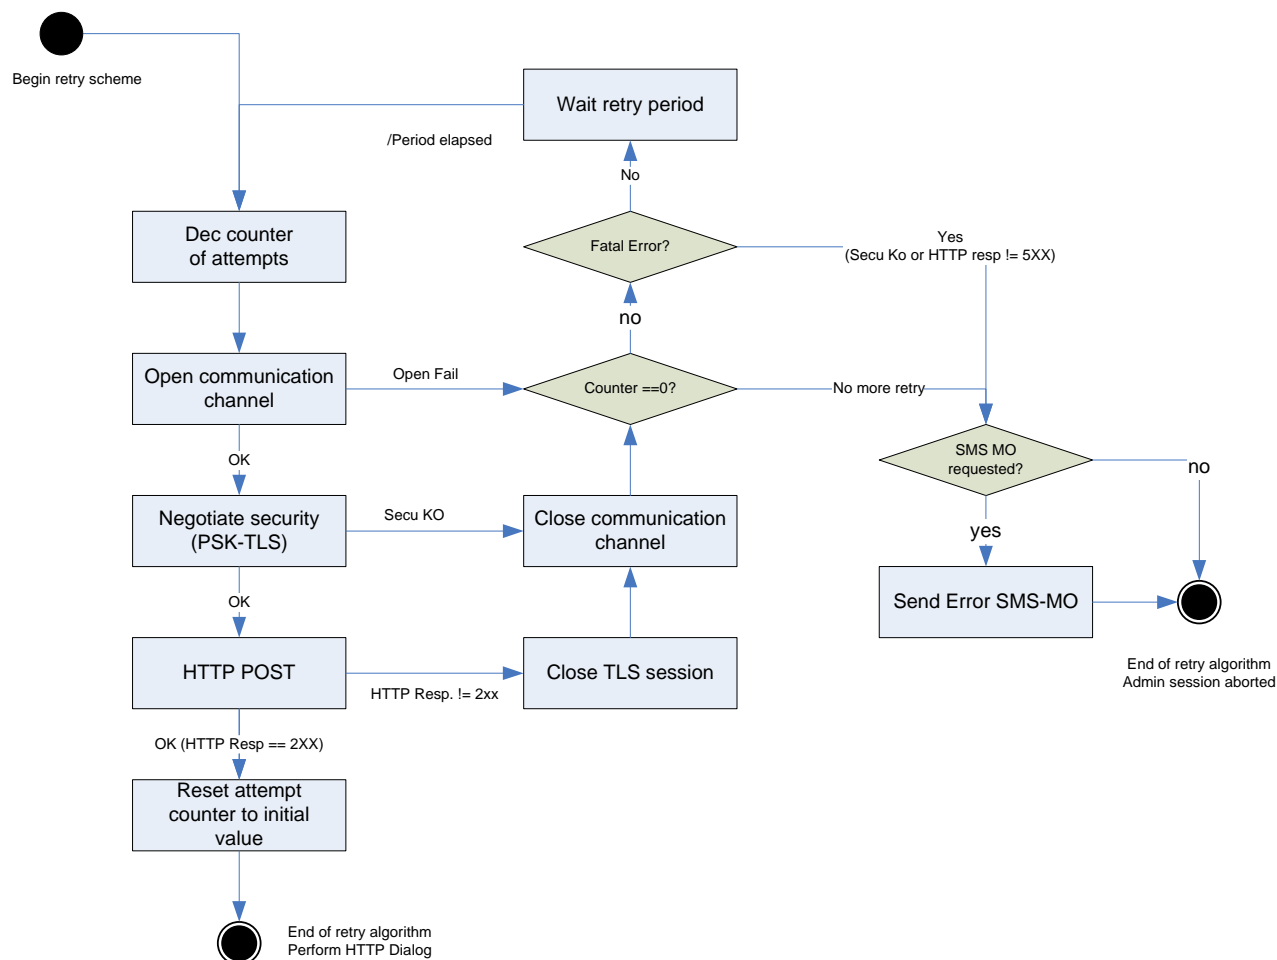 Begin retry scheme
Wait retry period
/Period elapsed
No
Dec counter
of attempts
Fatal Error?
Yes
(Secu Ko or HTTP resp != 5XX)
no
Open communication
channel
Open Fail
Counter ==0?
No more retry
SMS MO
requested?
no
OK
Negotiate security
(PSK-TLS)
Secu KO
Close communication
channel
yes
Send Error SMS-MO
OK
HTTP POST
HTTP Resp. != 2xx
Close TLS session
End of retry algorithm
Admin session aborted
OK (HTTP Resp == 2XX)
Reset attempt
counter to initial
value
End of retry algorithm
Perform HTTP Dialog